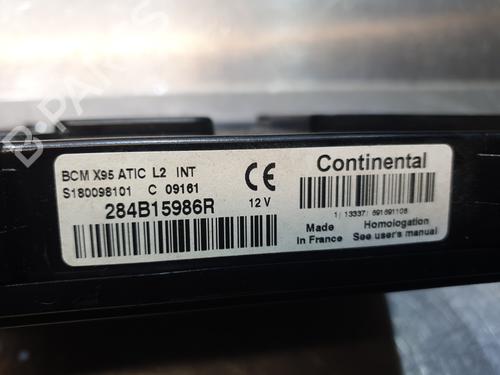 BCM X95 ATIC L2 INT
S180098101 C 09161
284B15986R
CE
12 V
Continental
1/ 13337/ 691691108
Made in France
Homologation
See user's manual
B-PARTS